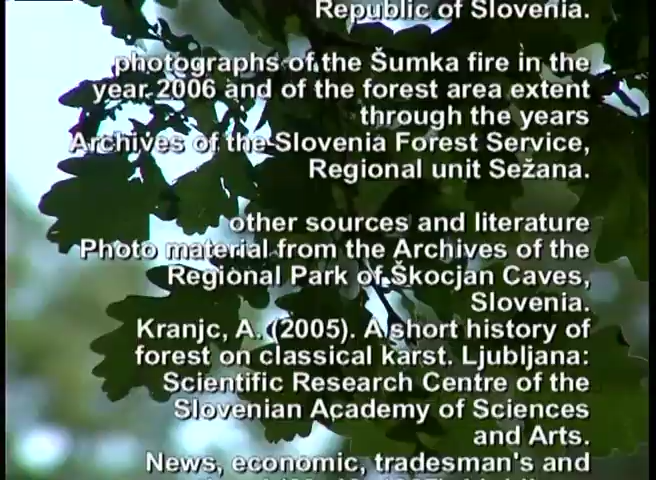 Republic of Slovenia.
photographs of the Šumka fire in the
year 2006 and of the forest area extent
through the years
Archives of the Slovenia Forest Service,
Regional unit Sežana.
other sources and literature
Photo material from the Archives of the
Regional Park of Škocjan Caves,
Slovenia.
Kranjc, A. (2005). A short history of
forest on classical karst. Ljubljana:
Scientific Research Centre of the
Slovenian Academy of Sciences
and Arts.
News, economic, tradesman's and